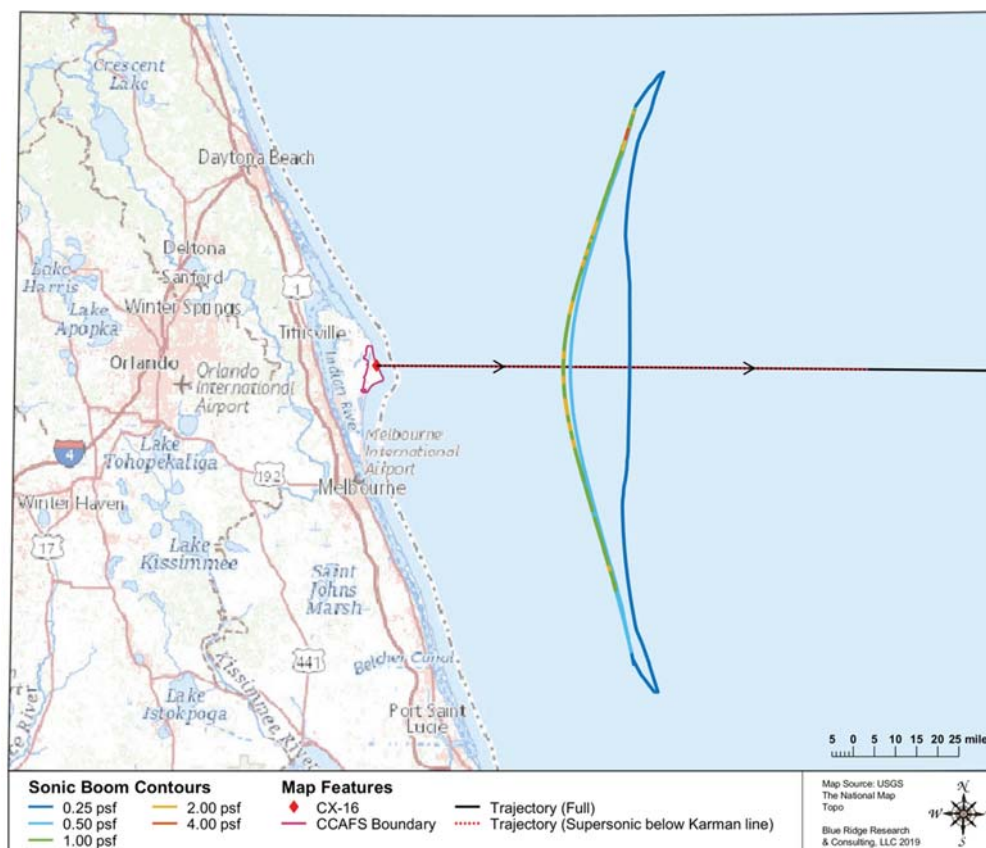 Crescent
Lake
Daytona Beach
Deltona
Sanford
Lake
Harris
Winter Springs
Lake
Apopka
1
Titusville
Orlando
Orlando
International
Airport
Indian River
4
Lake
Tohopekaliga
Melbourne
International
Airport
192
Melbourne
Winter Haven
17
Lake
Kissimmee
Saint
Johns
Marsh
Kissimmee River
441
Belcher Canal
Lake
Istokpoga
Port Saint
Lucie
River
5 0 5 10 15 20 25 mile
Sonic Boom Contours
0.25 psf
0.50 psf
1.00 psf
2.00 psf
4.00 psf
Map Features
CX-16
CCAFS Boundary
Trajectory (Full)
Trajectory (Supersonic below Karman line)
Map Source: USGS
The National Map
Topo
Blue Ridge Research
& Consulting, LLC 2019
N
W
E
S